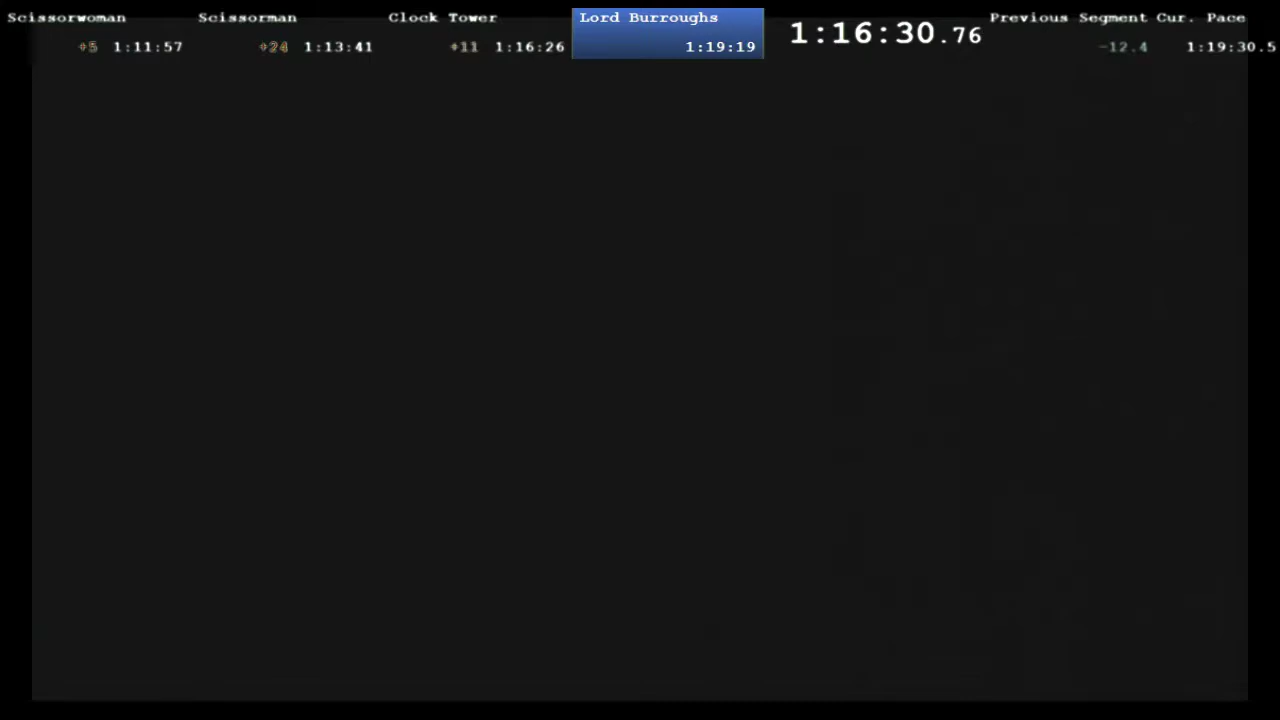 Scissorwoman Scissorman Clock Tower Lord Burroughs 1:16:30.76 Previous Segment Cur. Pace
+5 1:11:57 +24 1:13:41 +11 1:16:26 1:19:19 -12.4 1:19:30.5